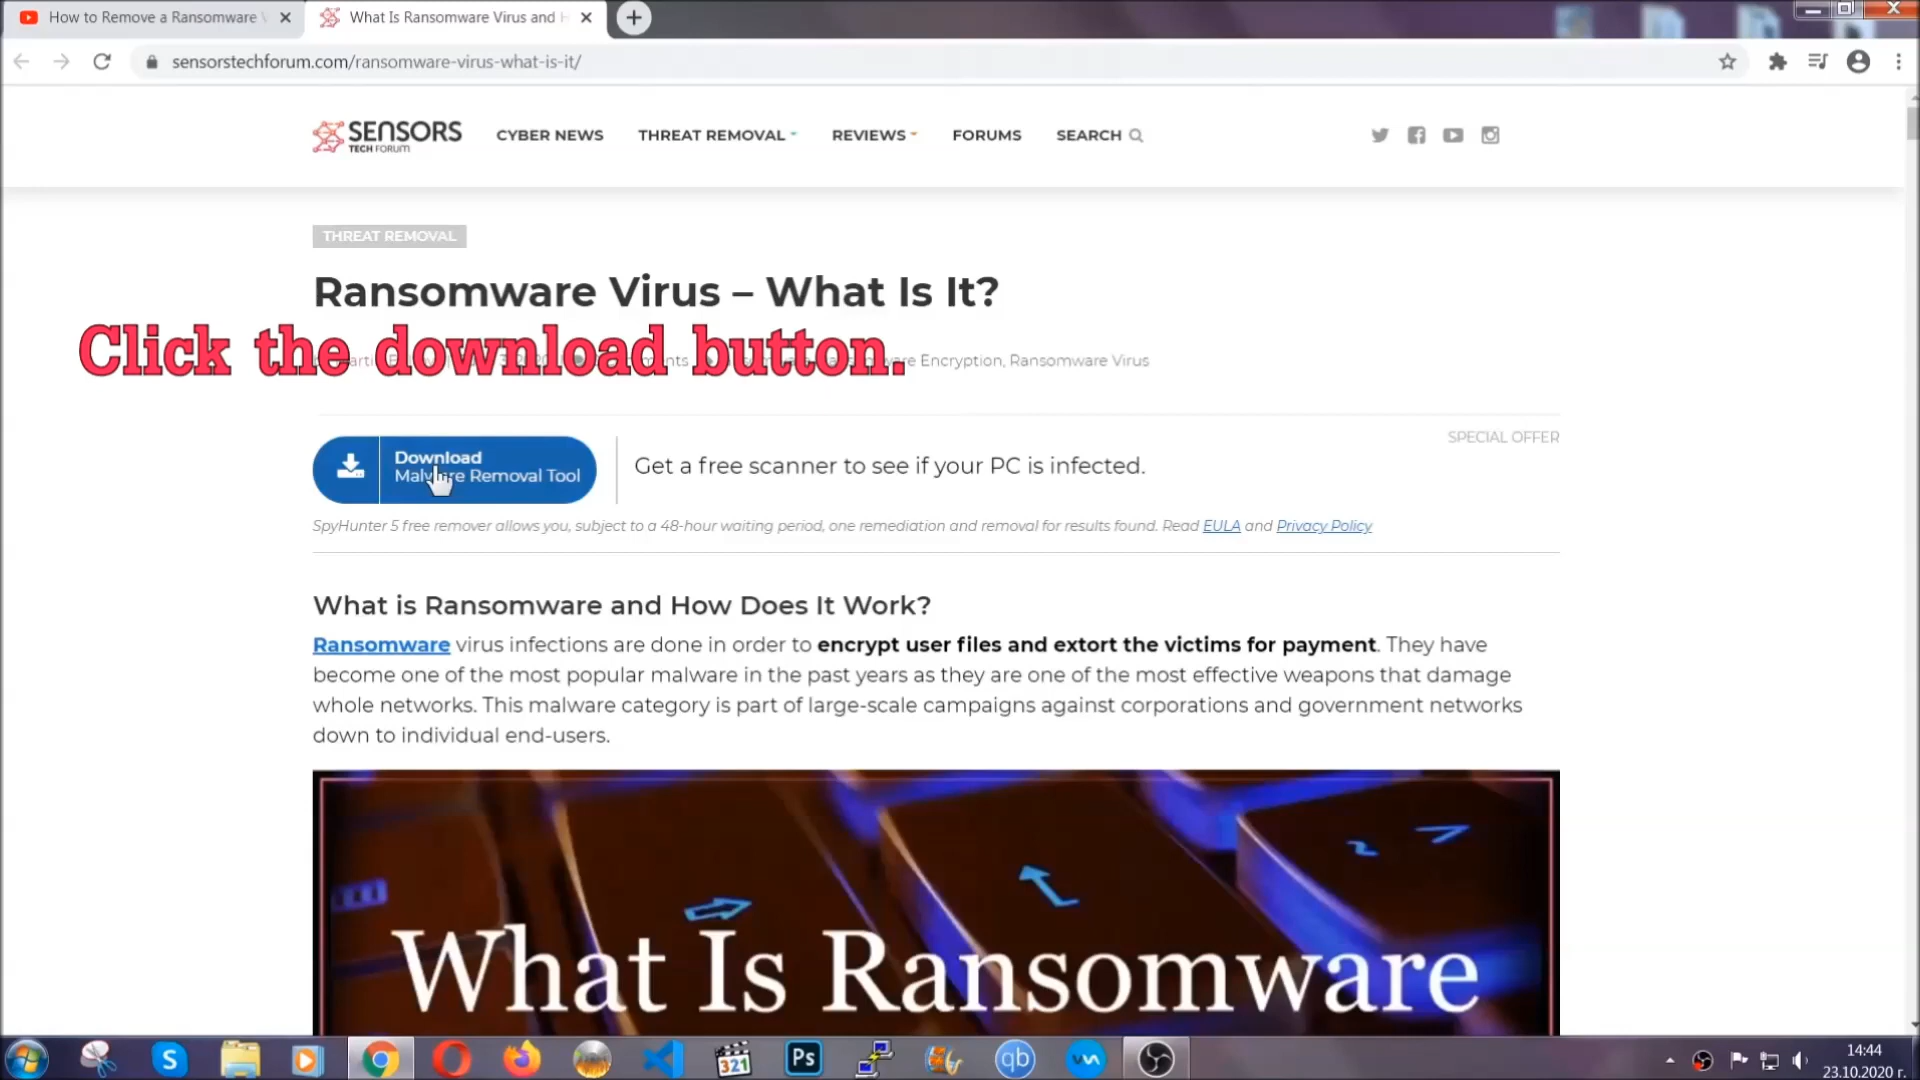 How to Remove a Ransomware
What Is Ransomware Virus and
sensorstechforum.com/ransomware-virus-what-is-it/
SENSORS
TECH FORUM
CYBER NEWS
THREAT REMOVAL
REVIEWS
FORUMS
SEARCH
THREAT REMOVAL
Ransomware Virus – What Is It?
Click the download button.
Encryption, Ransomware Virus
SPECIAL OFFER
Download
Malware Removal Tool
Get a free scanner to see if your PC is infected.
SpyHunter 5 free remover allows you, subject to a 48-hour waiting period, one remediation and removal for results found. Read EULA and Privacy Policy
What is Ransomware and How Does It Work?
Ransomware virus infections are done in order to encrypt user files and extort the victims for payment. They have
become one of the most popular malware in the past years as they are one of the most effective weapons that damage
whole networks. This malware category is part of large-scale campaigns against corporations and government networks
down to individual end-users.
What Is Ransomware
S
321
Ps
qb
14:44
23.10.2020 г.